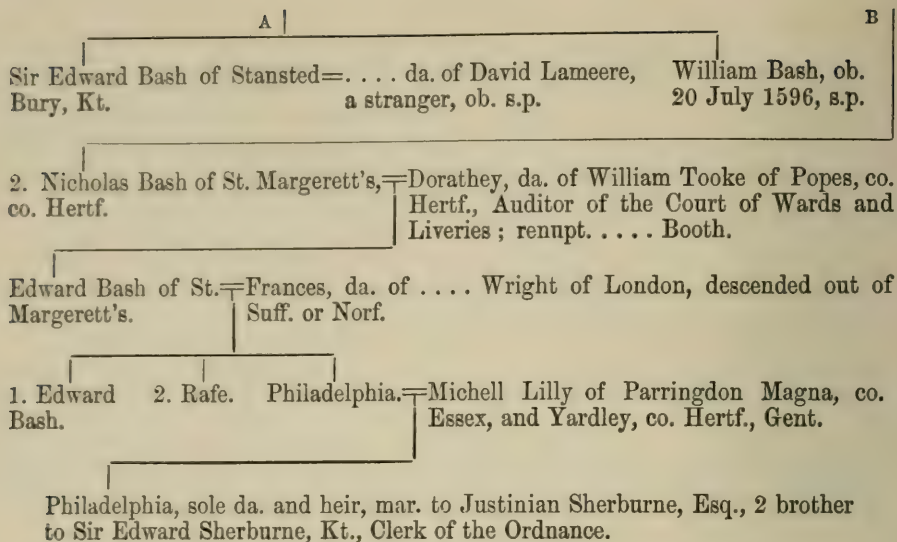 A B
Sir Edward Bash of Stansted=. . . . da. of David Lameere, William Bash, ob.
Bury, Kt. a stranger, ob. s.p. 20 July 1596, s.p.
2. Nicholas Bash of St. Margerett's,=Dorathey, da. of William Tooke of Popes, co.
co. Hertf. Hertf., Auditor of the Court of Wards and
Liveries ; renupt. . . . . . Booth.
Edward Bash of St.=Frances, da. of . . . . Wright of London, descended out of
Margerett's. Suff. or Norf.
1. Edward 2. Rafe. Philadelphia.=Michell Lilly of Parringdon Magna, co.
Bash. Essex, and Yardley, co. Hertf., Gent.
Philadelphia, sole da. and heir, mar. to Justinian Sherburne, Esq., 2 brother
to Sir Edward Sherburne, Kt., Clerk of the Ordnance.